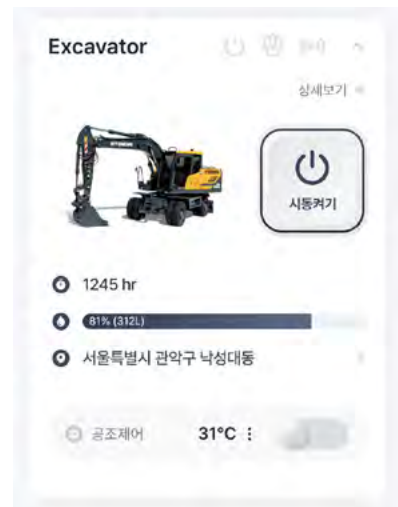 Excavator
상세보기
시동켜기
1245 hr
81% (312L)
서울특별시 관악구 낙성대동
공조제어 31°C